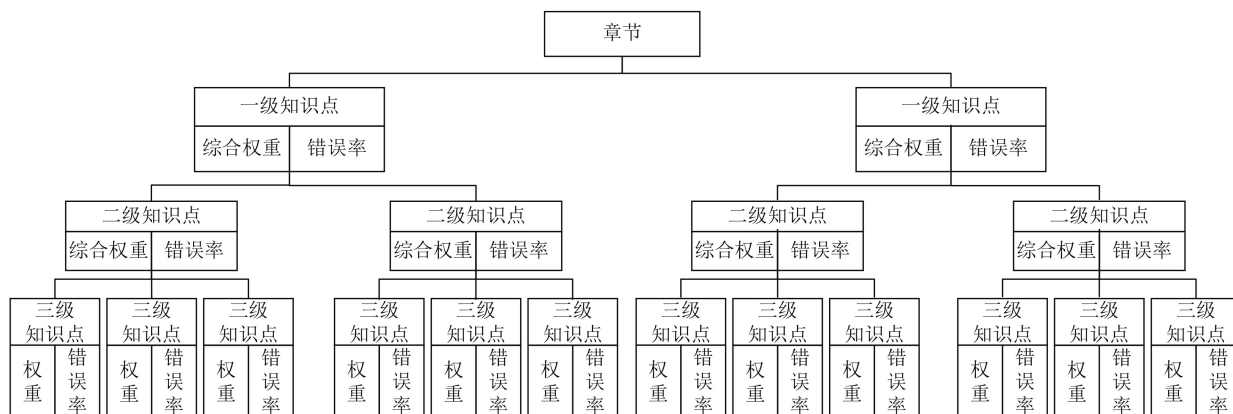 章节
一级知识点 一级知识点
综合权重 错误率 综合权重 错误率
二级知识点 二级知识点 二级知识点 二级知识点
综合权重 错误率 综合权重 错误率 综合权重 错误率 综合权重 错误率
三级 三级 三级 三级 三级 三级 三级 三级 三级 三级 三级 三级
知识点 知识点 知识点 知识点 知识点 知识点 知识点 知识点 知识点 知识点 知识点 知识点
权重 错误率 权重 错误率 权重 错误率 权重 错误率 权重 错误率 权重 错误率 权重 错误率 权重 错误率 权重 错误率 权重 错误率 权重 错误率 权重 错误率